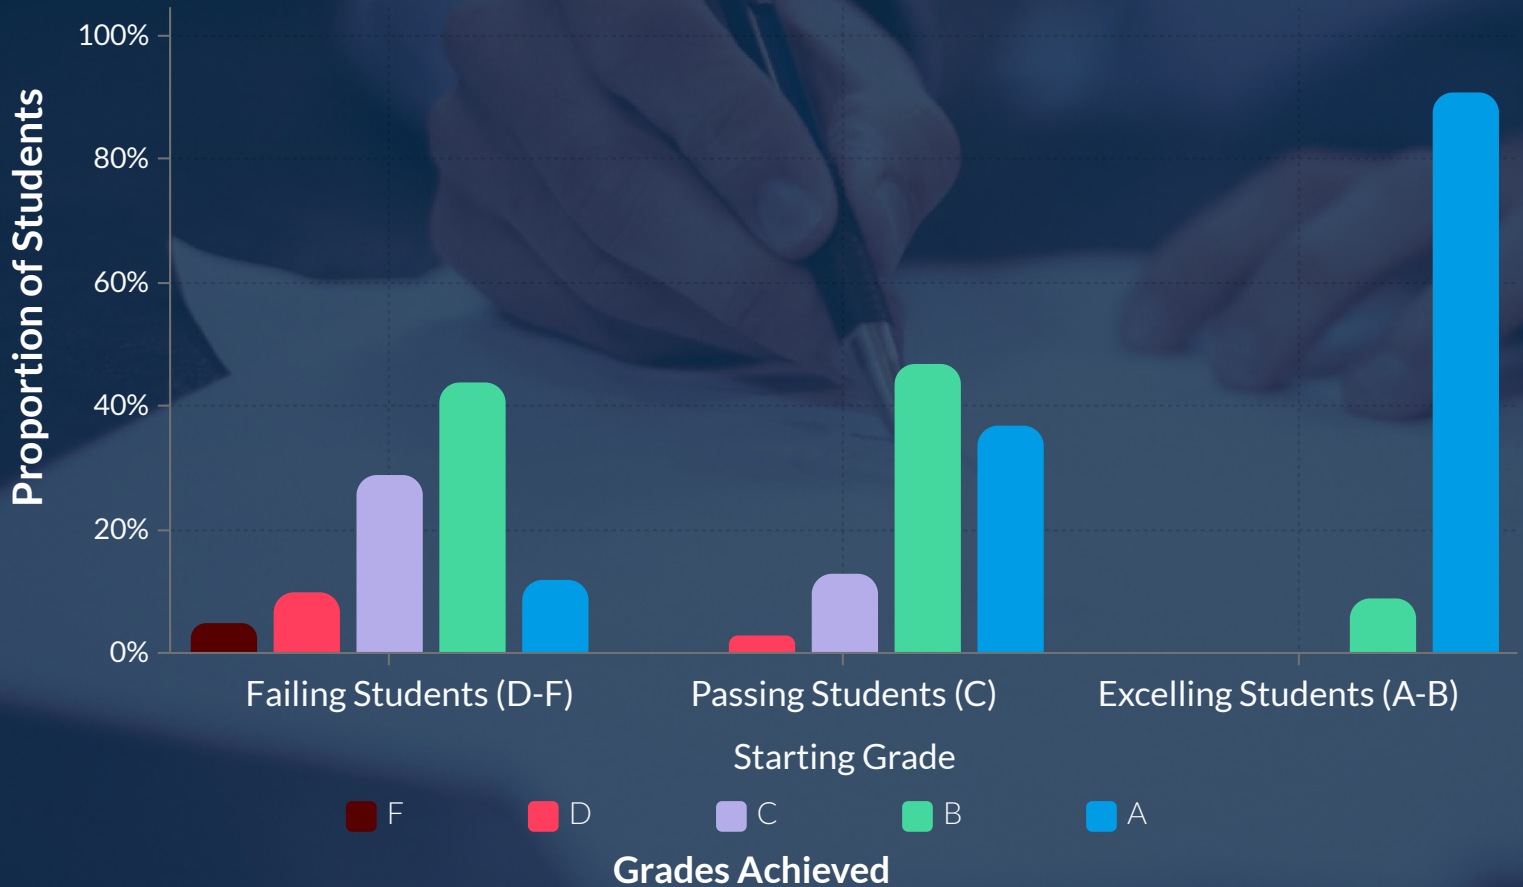 Proportion of Students
100%
80%
60%
40%
20%
0%
Failing Students (D-F)
Passing Students (C)
Excelling Students (A-B)
Starting Grade
F
D
C
B
A
Grades Achieved